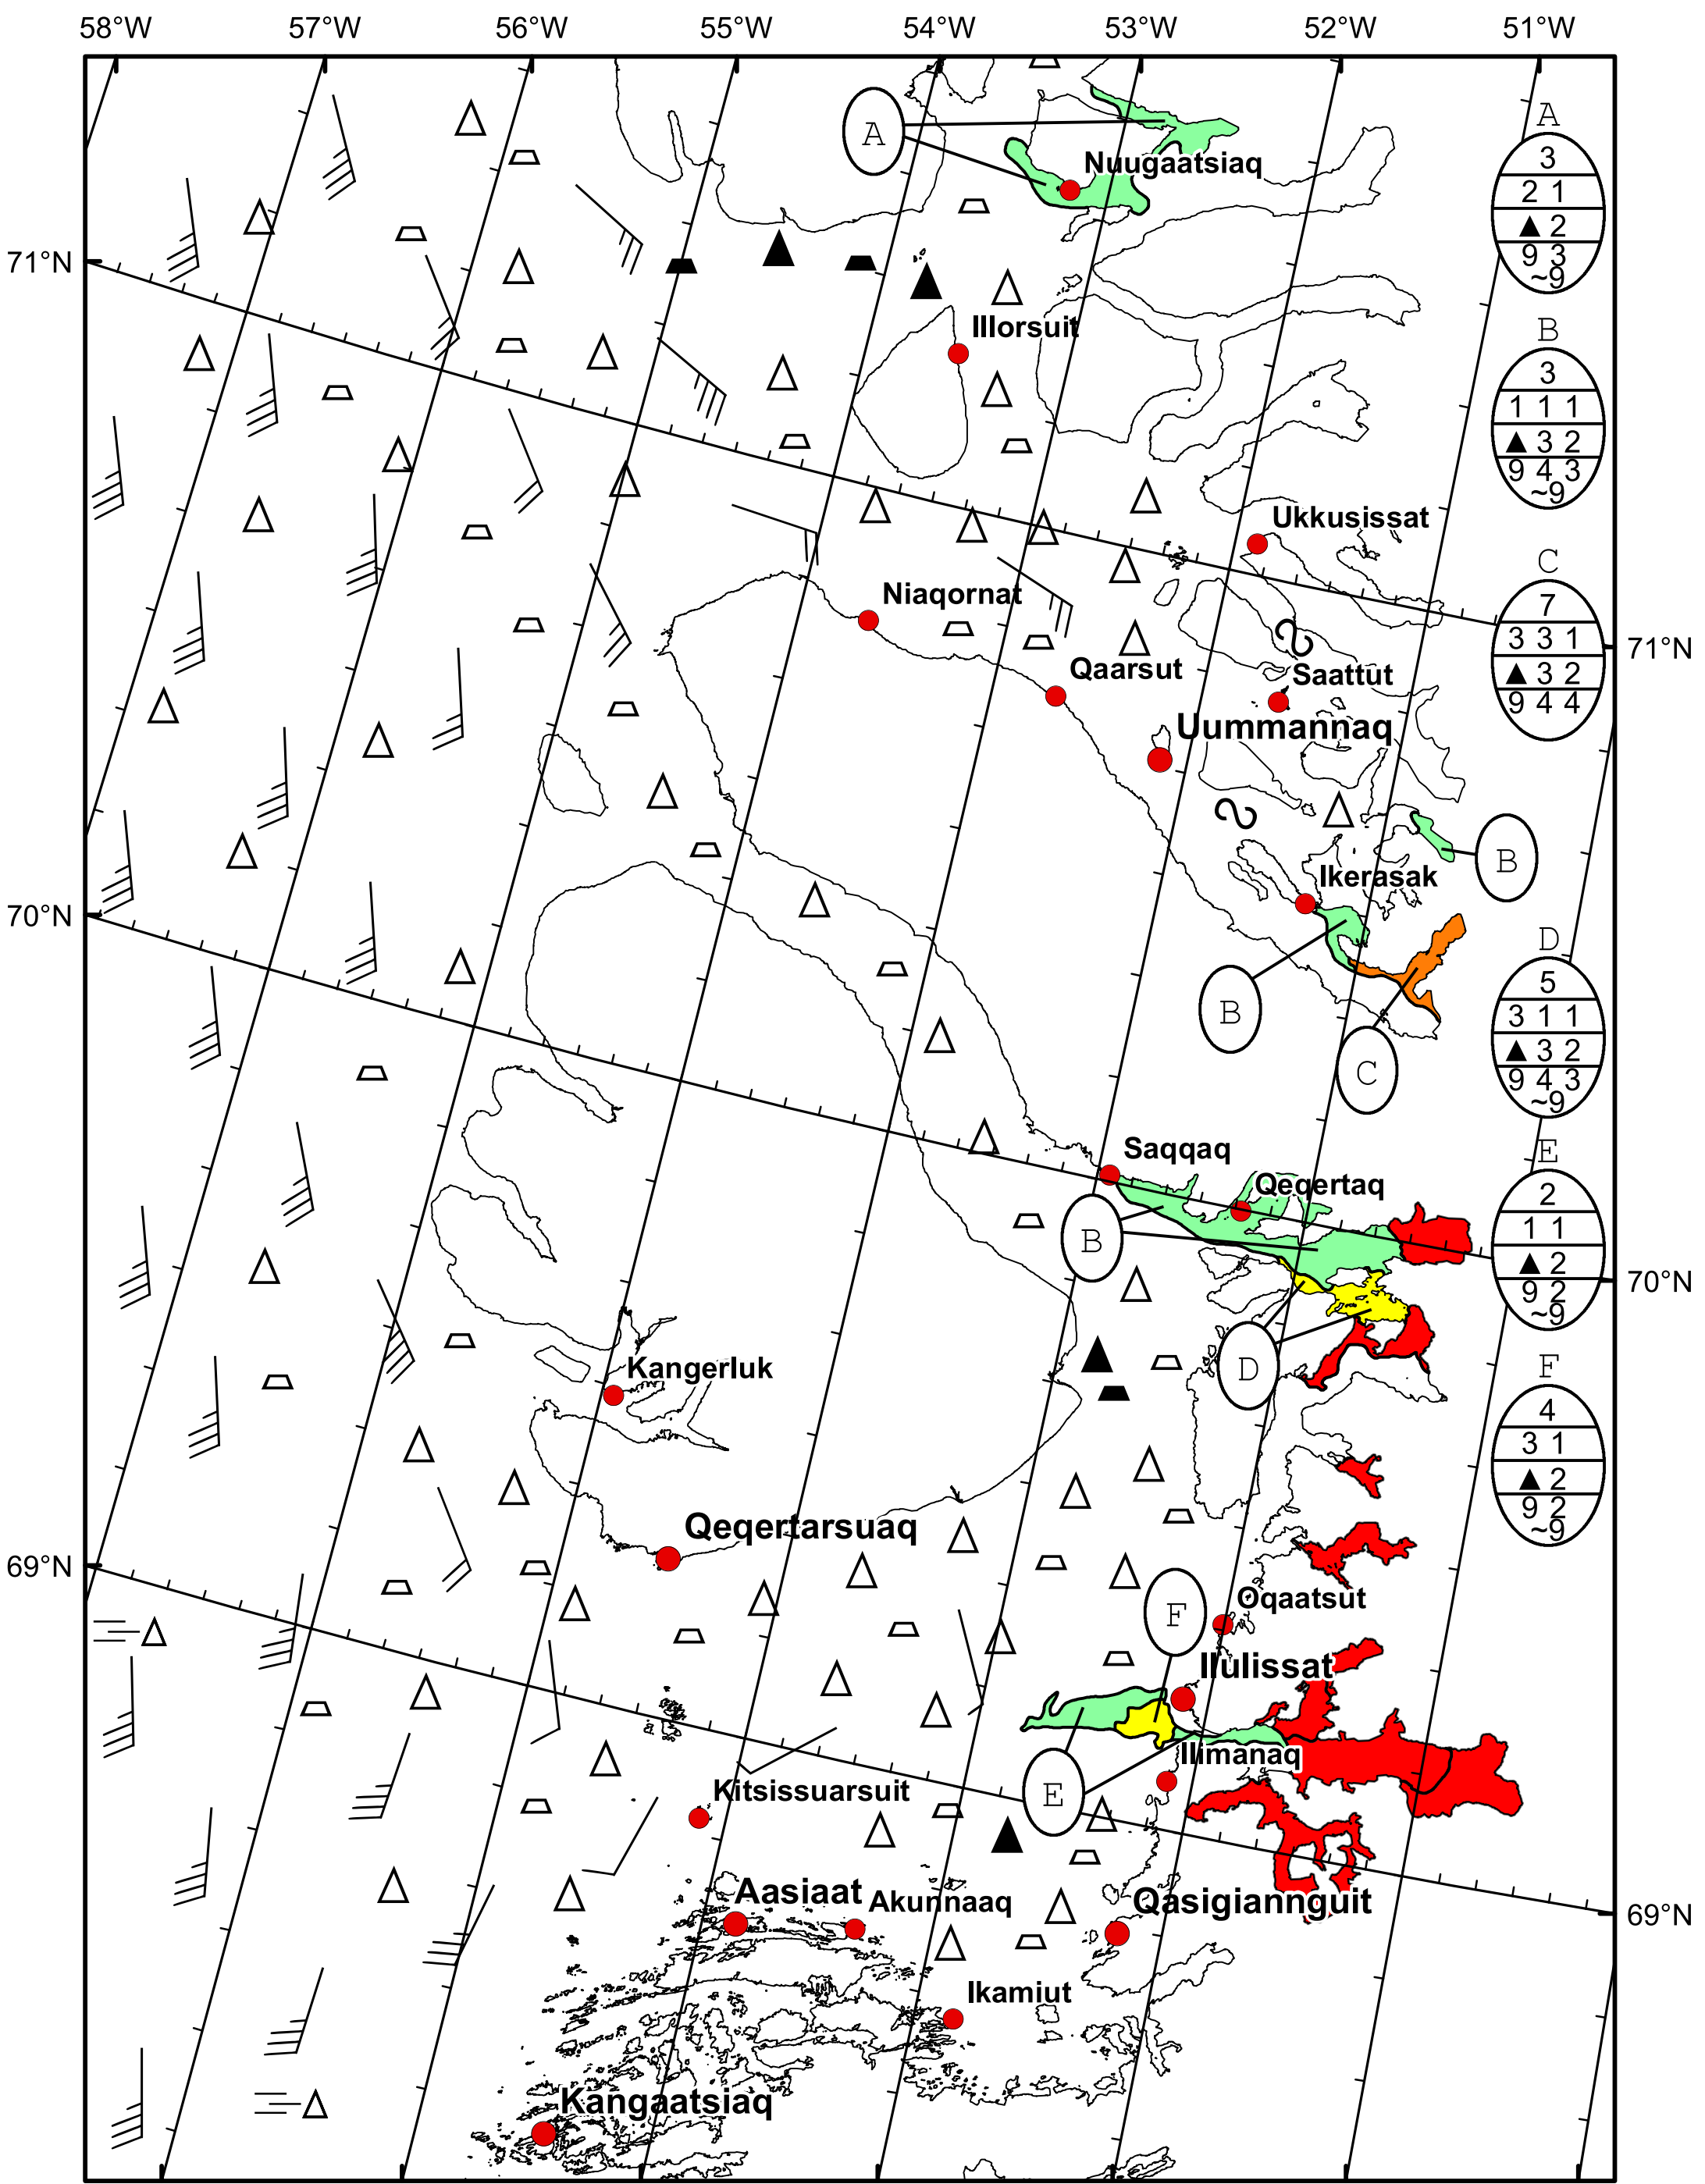 58°W 57°W 56°W 55°W 54°W 53°W 52°W 51°W
A
A
3
2 1
▲ 2
9 3
~9
Nuugaatsiaq
71°N
Illorsuit
B
3
1 1 1
▲ 3 2
9 4 3
~9
Ukkusissat
C
7
3 3 1
▲ 3 2
9 4 4
Niaqornat
71°N
Qaarsut
Saattut
Uummannaq
B
Ikerasak
70°N
B
C
D
5
3 1 1
▲ 3 2
9 4 3
~9
Saqqaq
Qeqertaq
B
E
2
1 1
▲ 2
9 2
~9
70°N
D
Kangerluk
F
4
3 1
▲ 2
9 2
~9
Qeqertarsuaq
69°N
F
Oqaatsut
Ilulissat
Ilimanaq
E
Kitsissuarsuit
Aasiaat
Akunnaaq
Qasigiannguit
69°N
Ikamiut
Kangaatsiaq